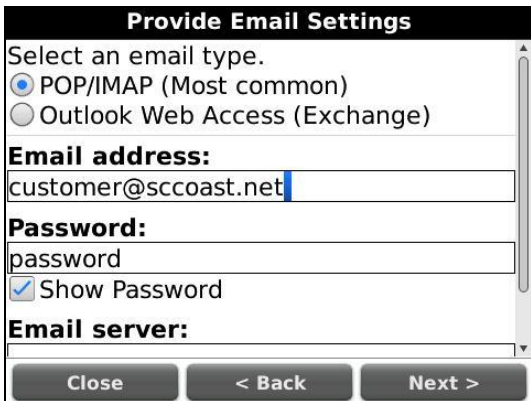 Provide Email Settings
Select an email type.
POP/IMAP (Most common)
Outlook Web Access (Exchange)
Email address:
customer@sccoast.net
Password:
password
Show Password
Email server:
Close
< Back
Next >